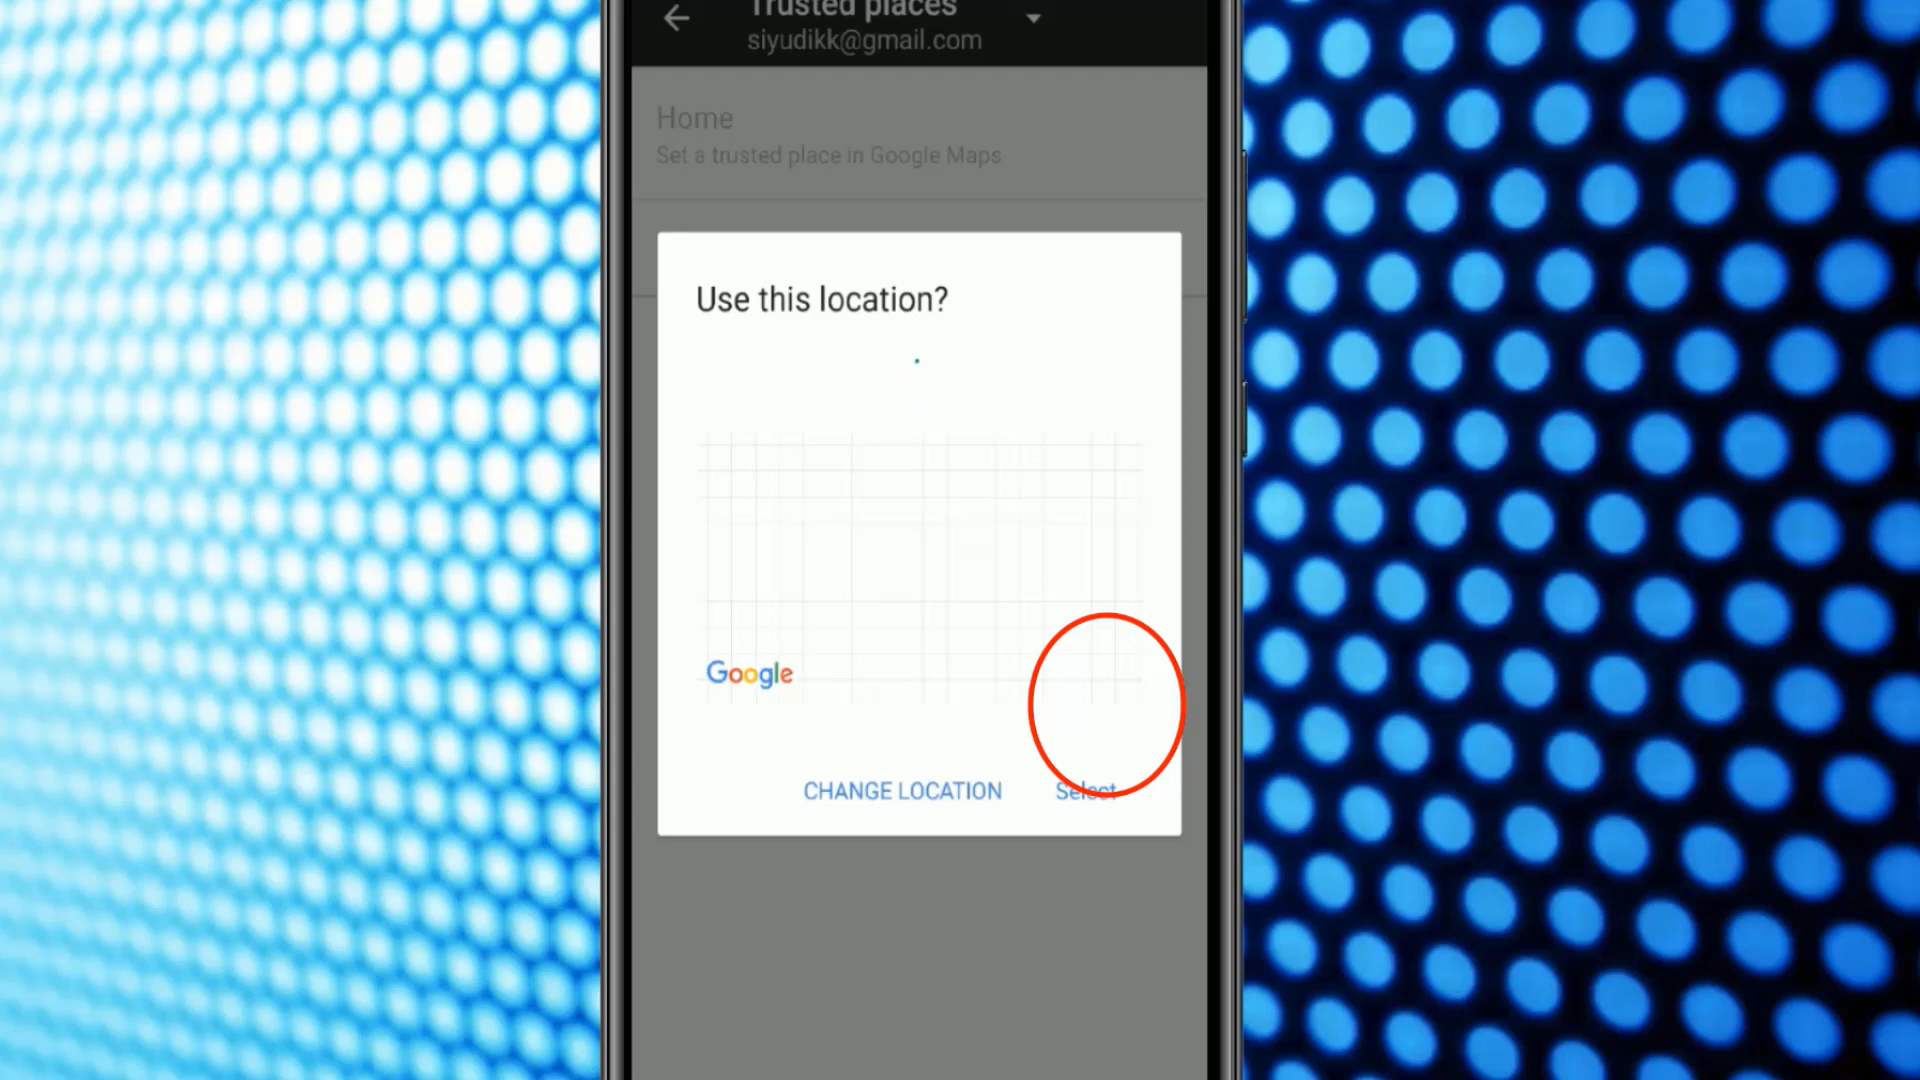 Trusted places
siyudikk@gmail.com
Home
Set a trusted place in Google Maps
Use this location?
Google
CHANGE LOCATION
Select